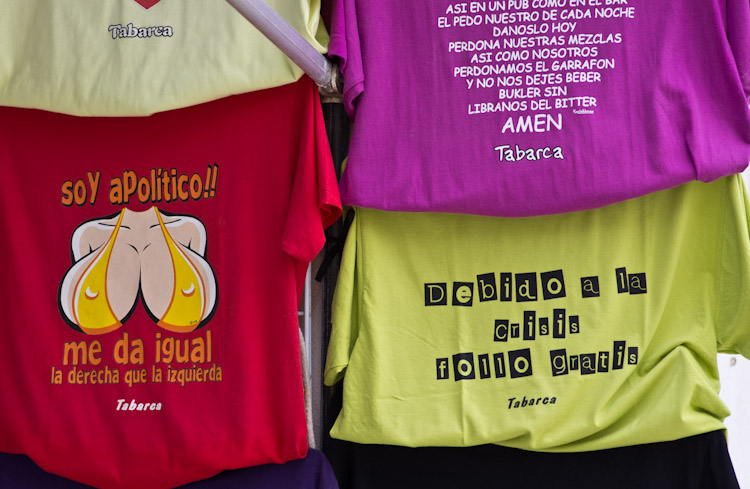 Tabarca
soy apolítico!!
me da igual
la derecha que la izquierda
Tabarca
ASI EN UN PUB COMO EN EL BAR
EL PEDO NUESTRO DE CADA NOCHE
DANOSLO HOY
PERDONA NUESTRAS MEZCLAS
ASI COMO NOSOTROS
PERDONAMOS EL GARRAFON
Y NO NOS DEJES BEBER
BUKLER SIN
LIBRANOS DEL BITTER
AMEN
Tabarca
Debido a la
crisis
follo gratis
Tabarca